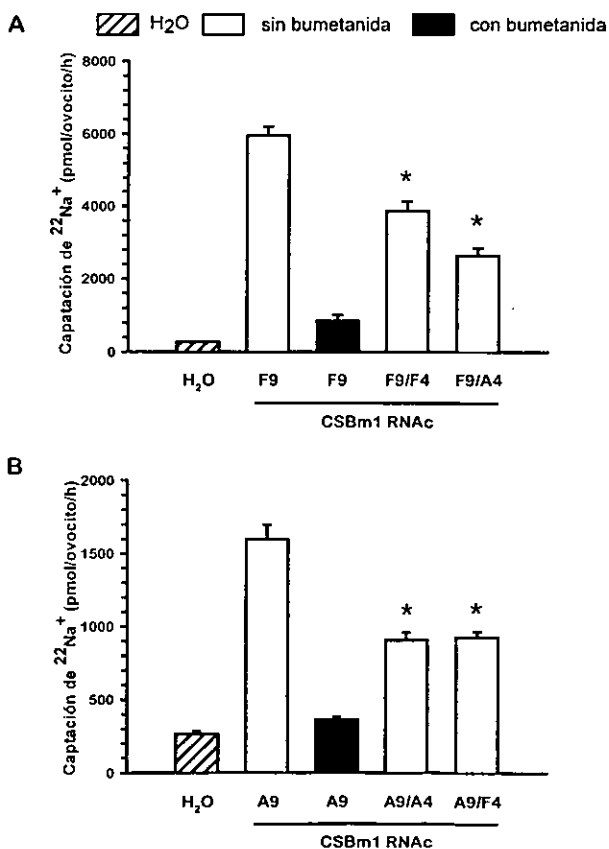 A
H2O sin bumetanida con bumetanida
Capatación de 22Na+ (pmol/ovocito/h)
8000
6000
4000
2000
0
* *
H2O F9 F9 F9/F4 F9/A4
CSBm1 RNAc
B
Captación de 22Na+ (pmol/ovocito/h)
2000
1500
1000
500
0
* *
H2O A9 A9 A9/A4 A9/F4
CSBm1 RNAc